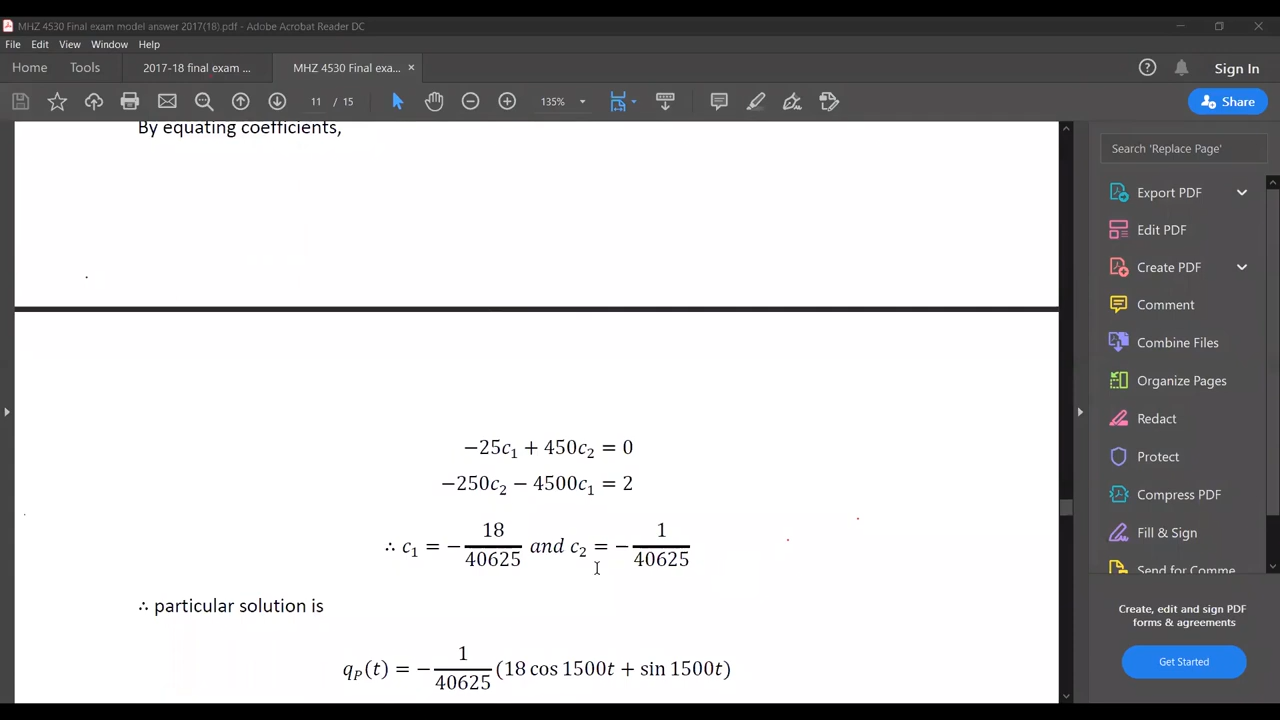 MHZ 4530 Final exam model answer 2017(18).pdf - Adobe Acrobat Reader DC
File Edit View Window Help
Home Tools 2017-18 final exam ... MHZ 4530 Final exa... × Sign In
11 / 15 135% Share
By equating coefficients,
−25c₁ + 450c₂ = 0
−250c₂ − 4500c₁ = 2
∴ c₁ = −18/40625 and c₂ = −1/40625
∴ particular solution is
q_P(t) = −1/40625 (18 cos 1500t + sin 1500t)
Search 'Replace Page'
Export PDF
Edit PDF
Create PDF
Comment
Combine Files
Organize Pages
Redact
Protect
Compress PDF
Fill & Sign
Send for Comme
Create, edit and sign PDF
forms & agreements
Get Started